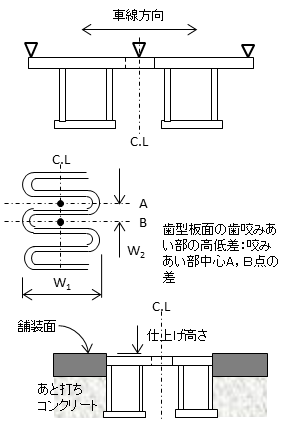 車線方向
C.L
C.L
A
B
W2
W1
歯型板面の歯咬みあ
い部の高低差：咬み
あい部中心A，B点の
差
C.L
舗装面
仕上げ高さ
あと打ち
コンクリート